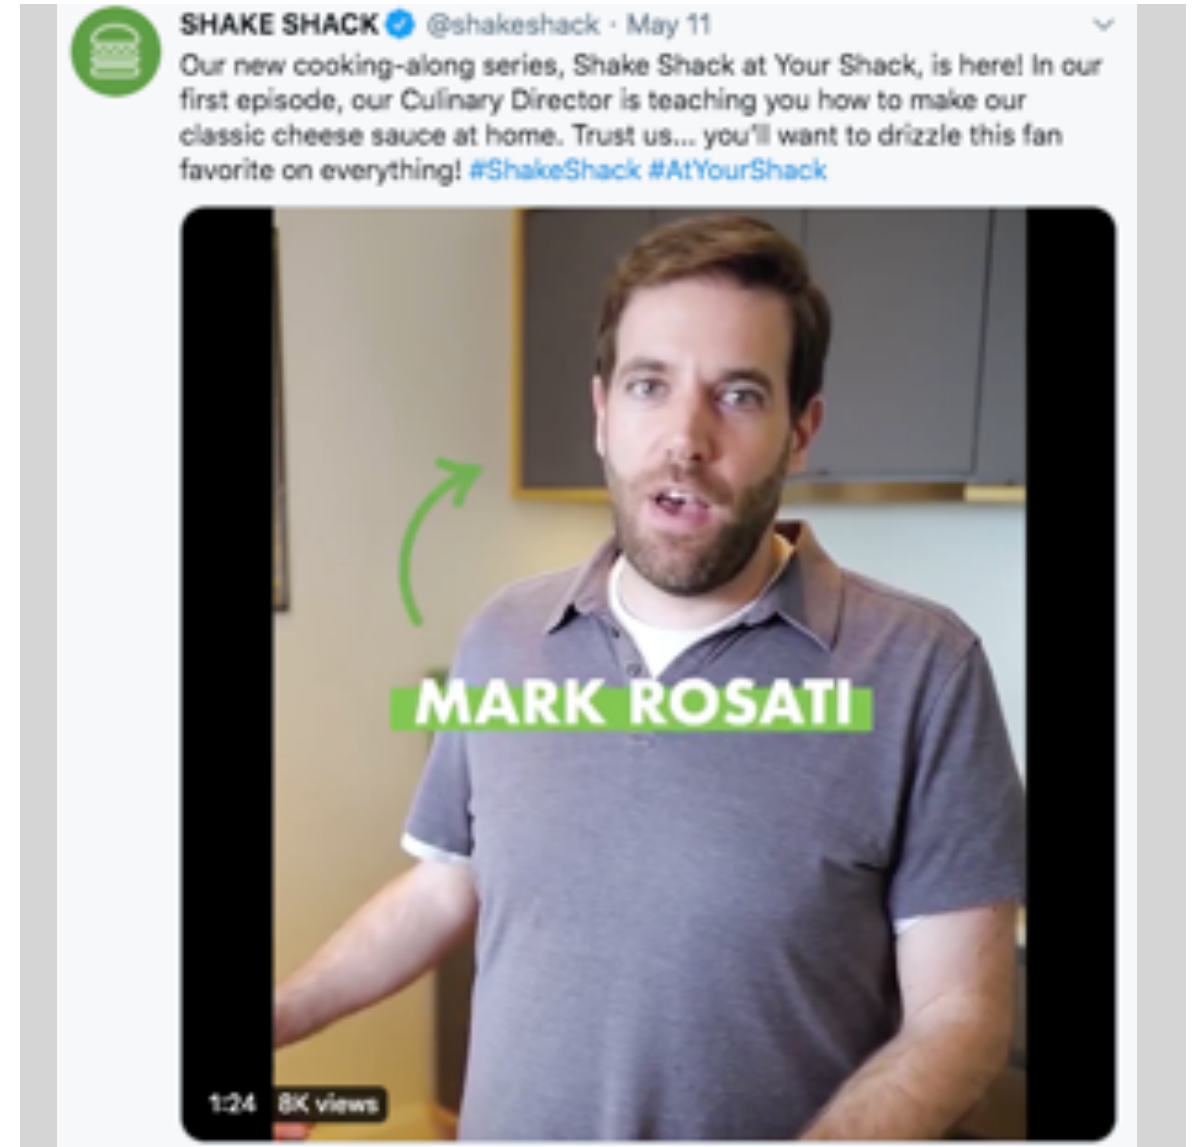 SHAKE SHACK @shakeshack · May 11
Our new cooking-along series, Shake Shack at Your Shack, is here! In our
first episode, our Culinary Director is teaching you how to make our
classic cheese sauce at home. Trust us... you'll want to drizzle this fan
favorite on everything! #ShakeShack #AtYourShack
MARK ROSATI
1:24 8K views